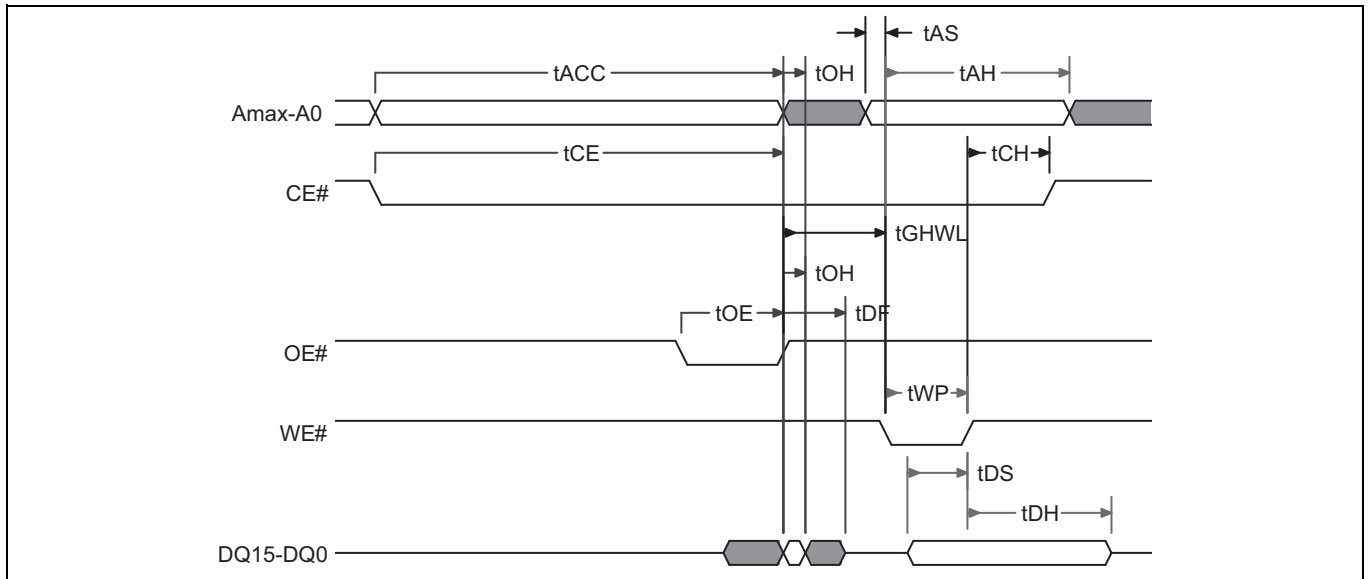 tAS
tACC
tOH
tAH
Amax-A0
tCE
tCH
CE#
tGHWL
tOH
tOE
tDF
OE#
tWP
WE#
tDS
tDH
DQ15-DQ0